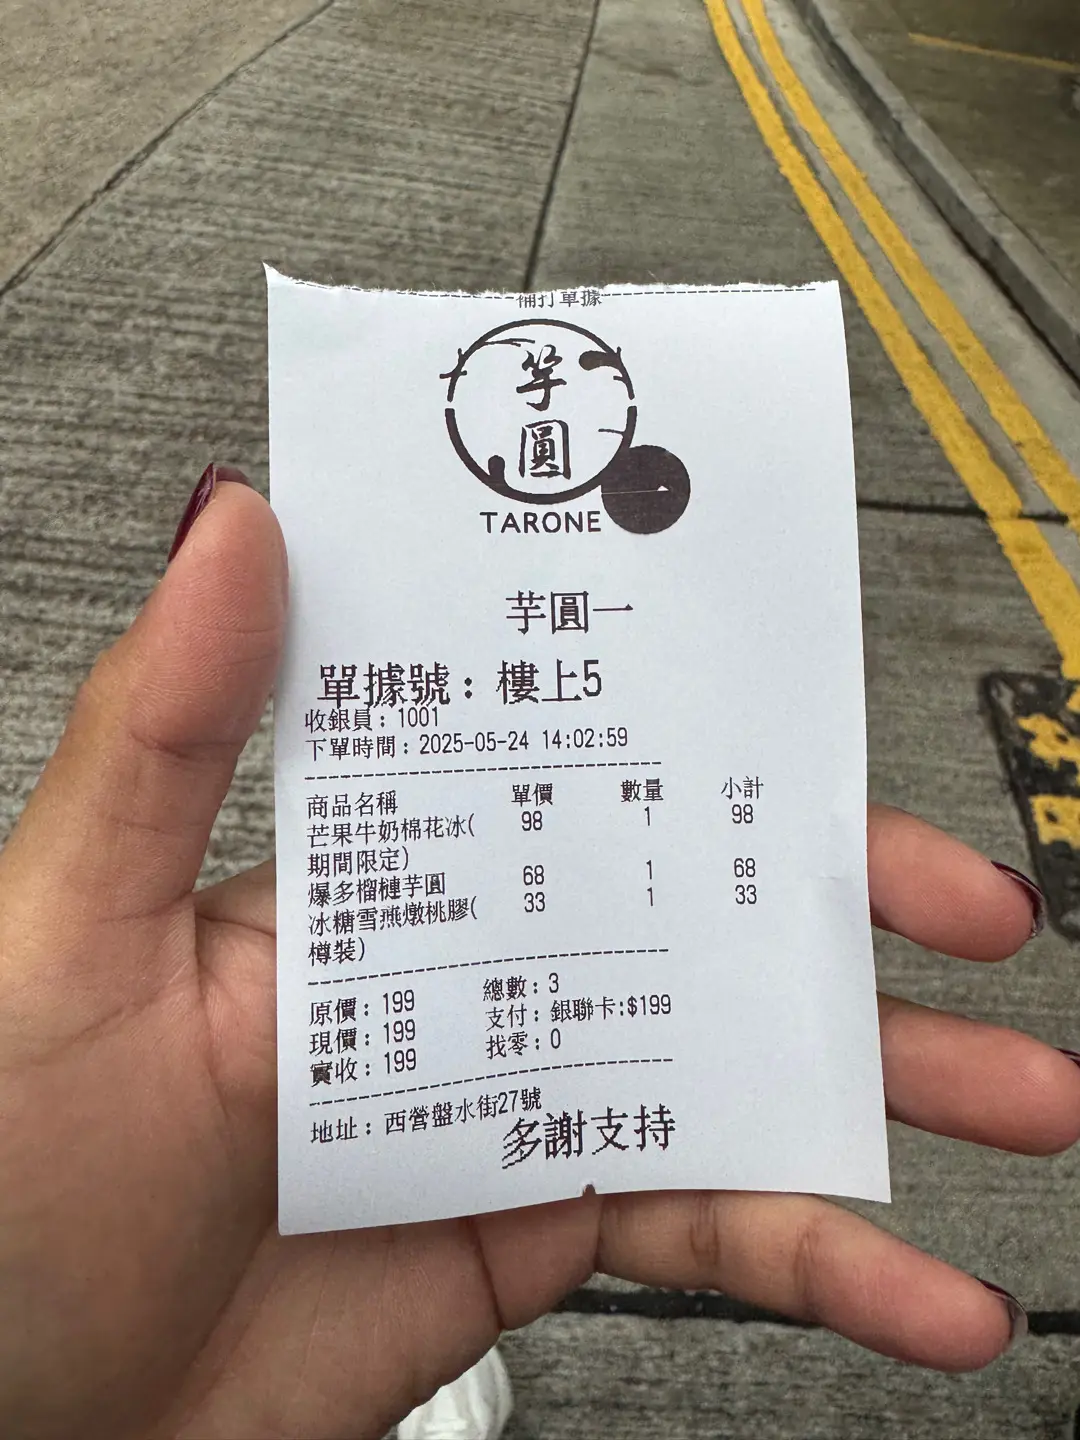 補打單據
芋
圓
一
TARONE
芋圓一
單據號：樓上5
收銀員：1001
下單時間：2025-05-24 14:02:59
商品名稱 單價 數量 小計
芒果牛奶棉花冰( 98 1 98
期間限定)
爆多榴槤芋圓 68 1 68
冰糖雪燕燉桃膠( 33 1 33
樽裝)
原價：199 總數：3
現價：199 支付：銀聯卡:$199
實收：199 找零：0
地址：西營盤水街27號
多謝支持